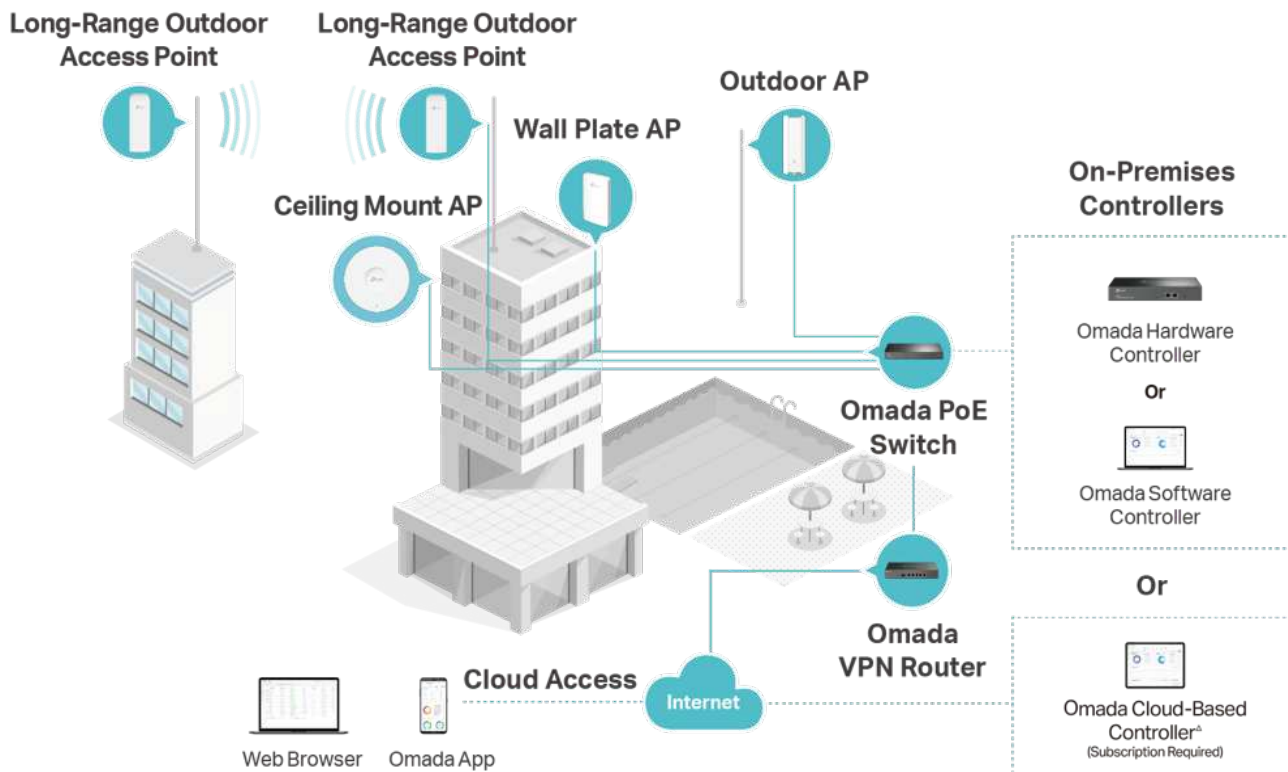 Long-Range Outdoor
Access Point
Long-Range Outdoor
Access Point
Outdoor AP
Wall Plate AP
On-Premises
Controllers
Ceiling Mount AP
Omada Hardware
Controller
Or
Omada PoE
Switch
Omada Software
Controller
Or
Omada
VPN Router
Cloud Access
Internet
Omada Cloud-Based
Controller△
(Subscription Required)
Web Browser
Omada App